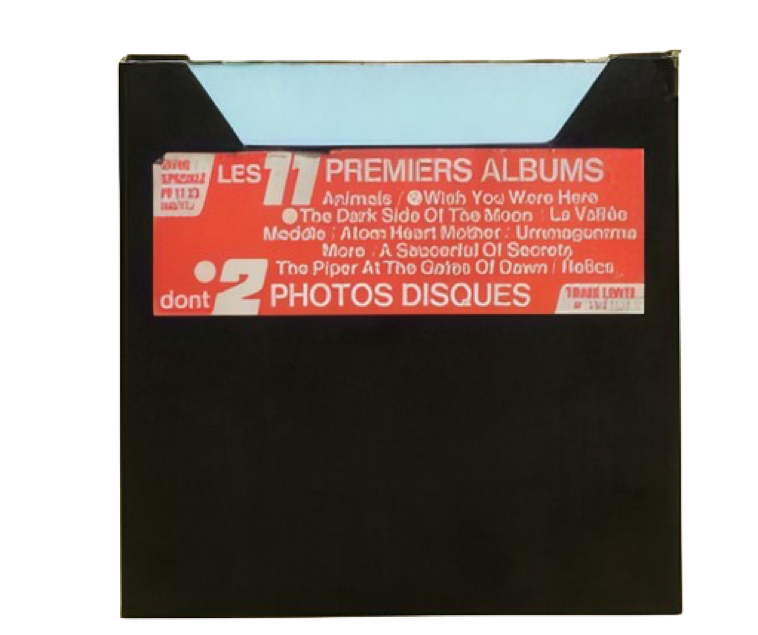 LES 11 PREMIERS ALBUMS
Animals / Wish You Were Here
The Dark Side Of The Moon / La Vallée
Meddle / Atom Heart Mother / Ummagumma
More / A Saucerful Of Secrets
The Piper At The Gates Of Dawn / Relics
dont 2 PHOTOS DISQUES